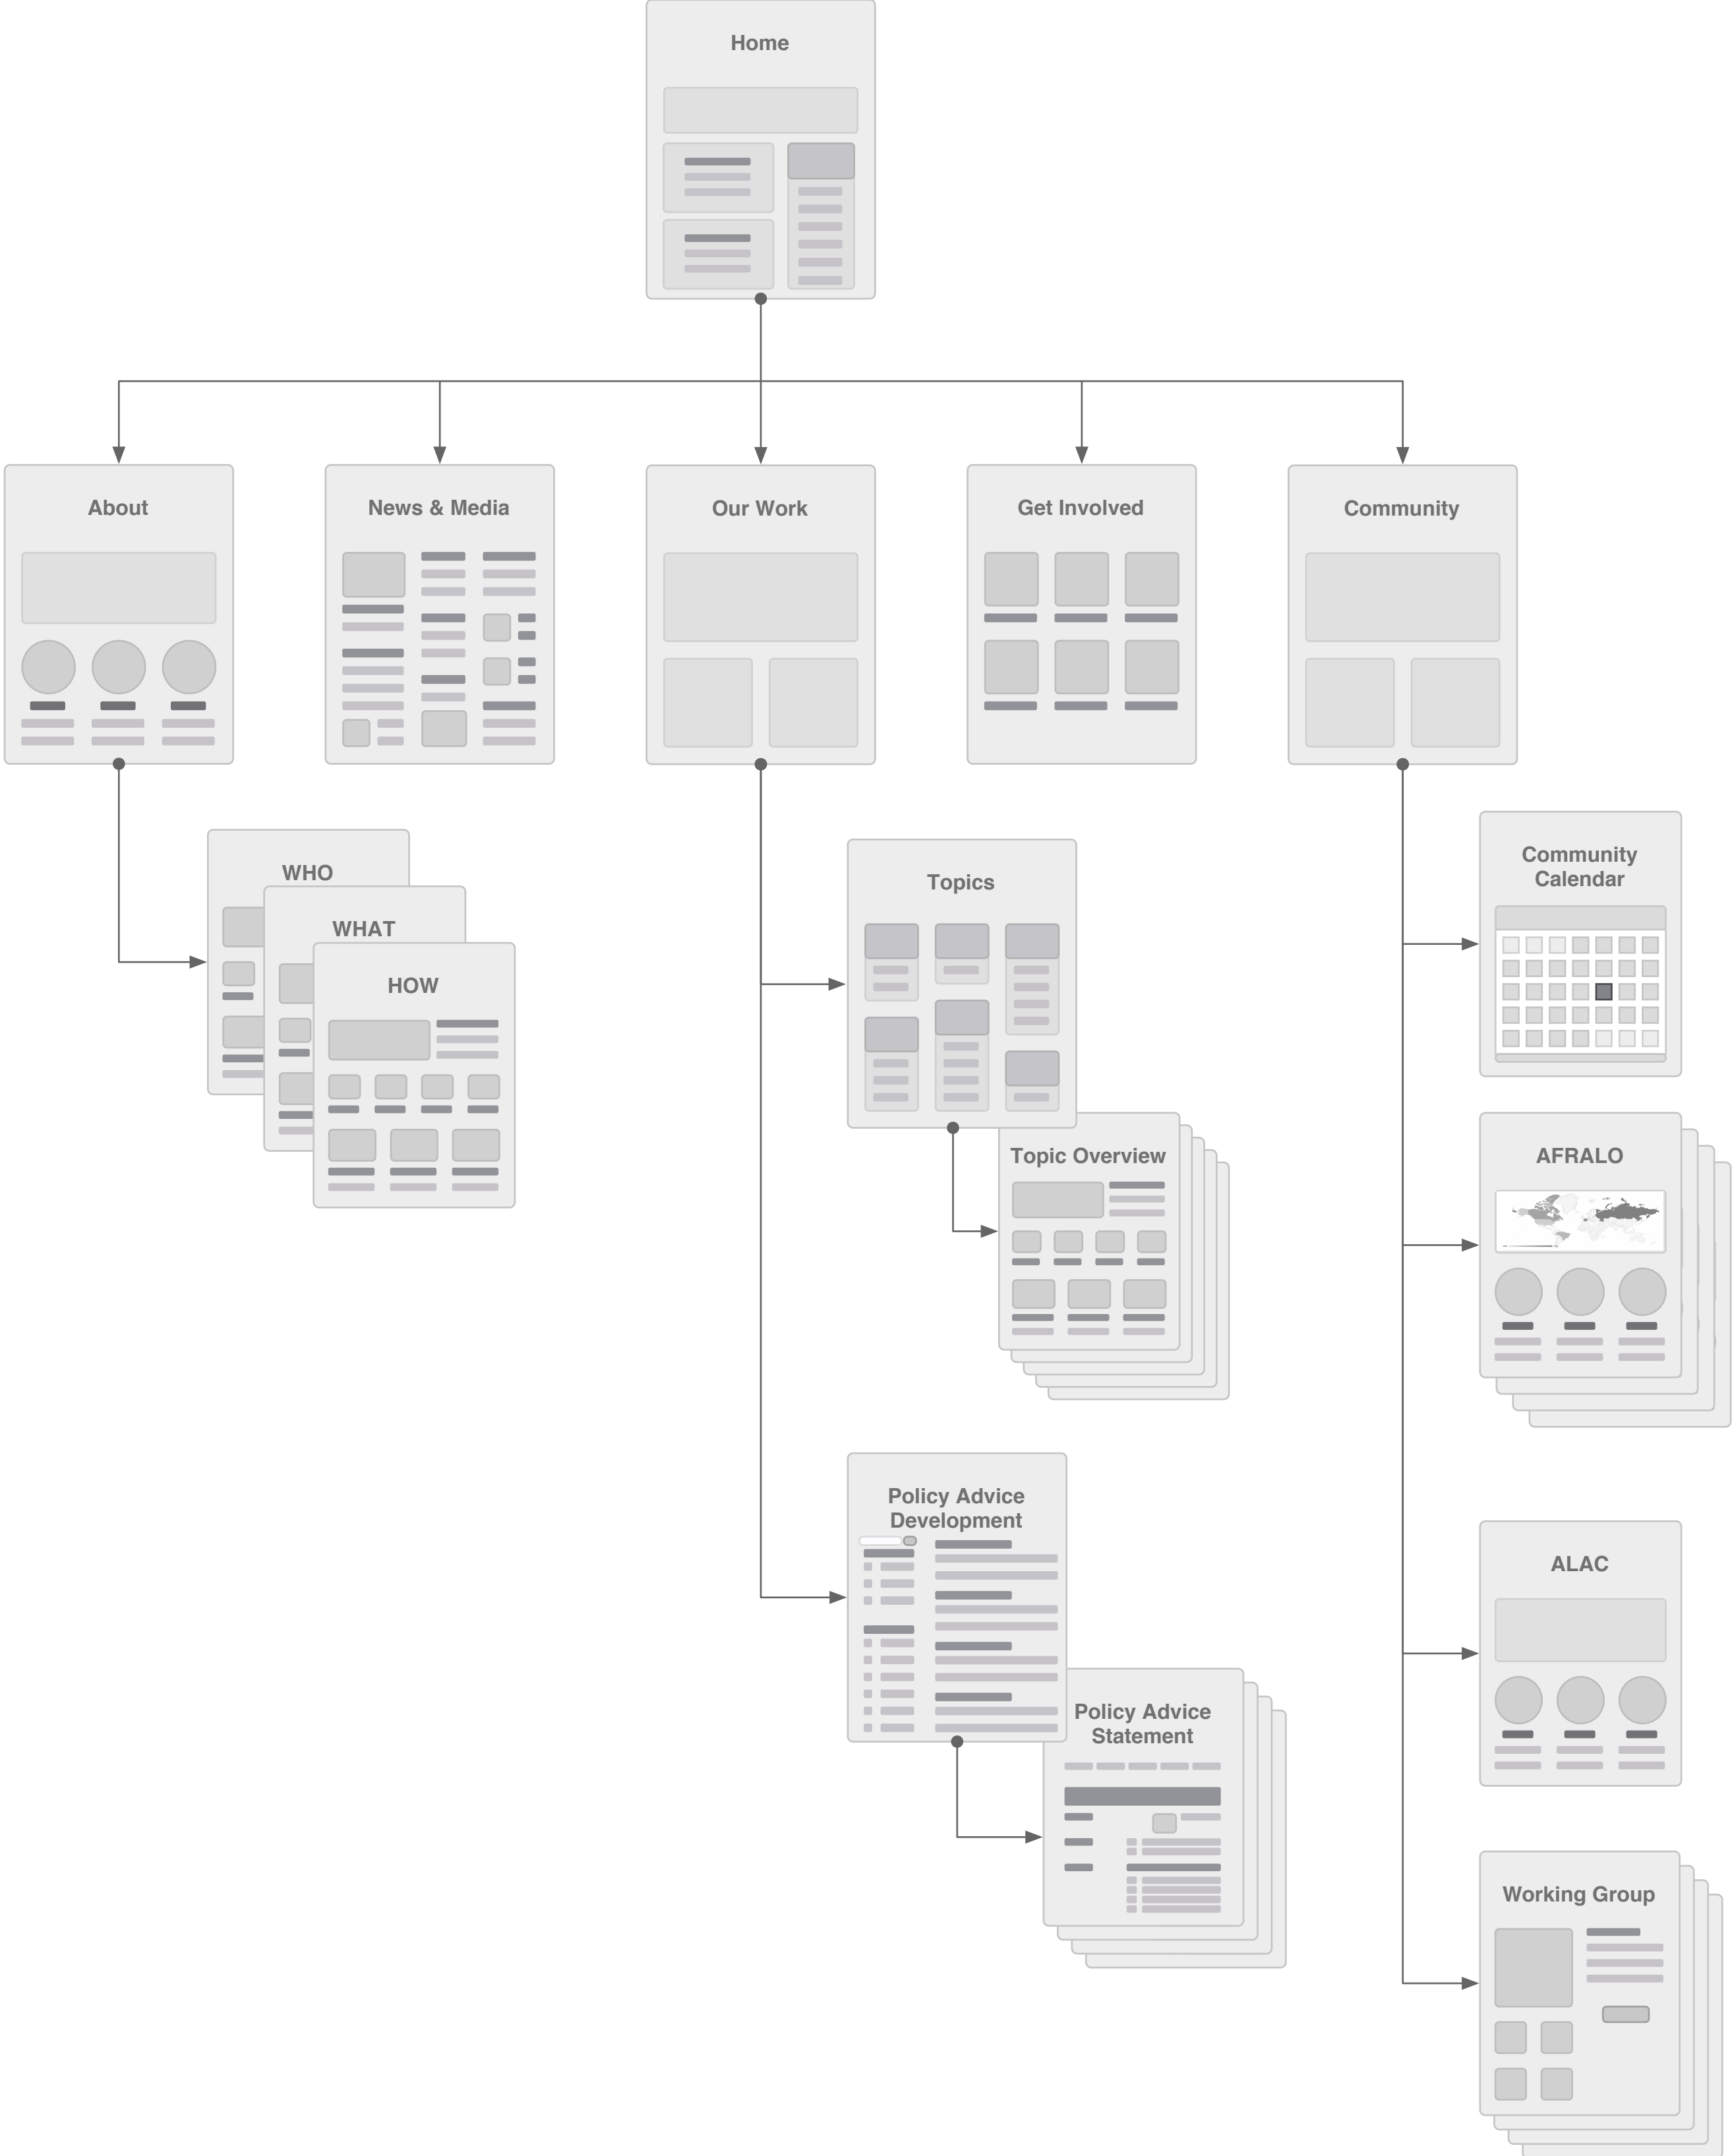 Home
About
News & Media
Our Work
Get Involved
Community
WHO
WHAT
HOW
Topics
Topic Overview
Policy Advice
Development
Policy Advice
Statement
Community
Calendar
AFRALO
ALAC
Working Group